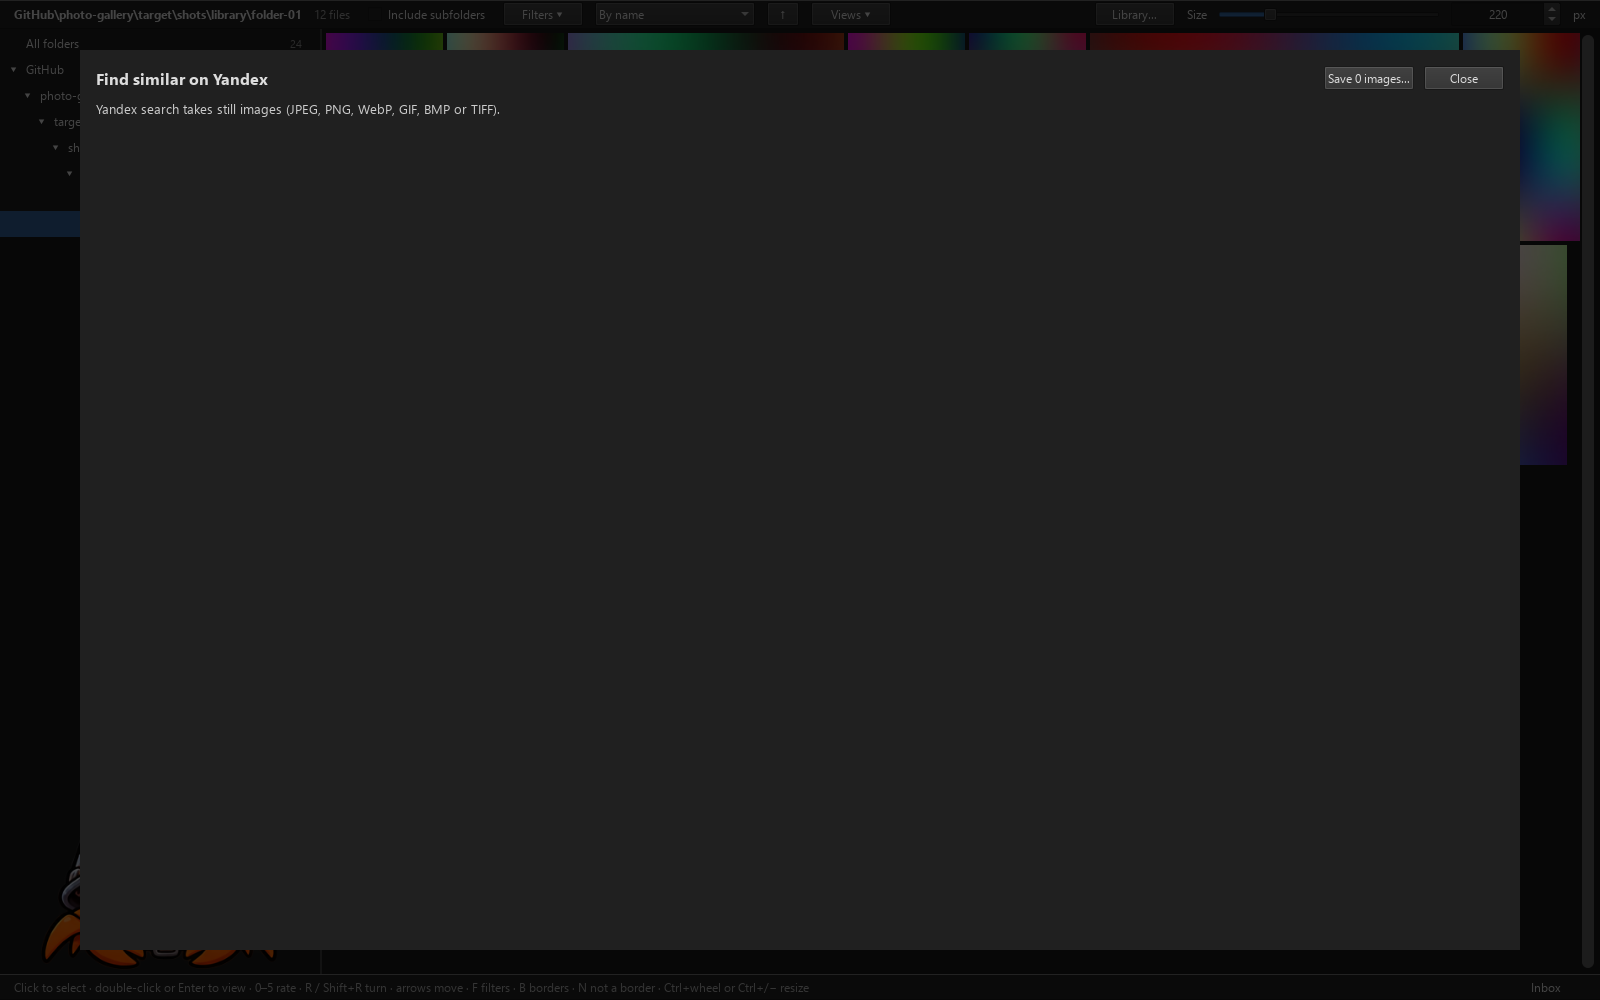 GitHub\photo-gallery\target\shots\library\folder-01 12 files Include subfolders Filters ▾ By name ↑ Views ▾ Library... Size 220 px
All folders 24
GitHub
Find similar on Yandex Save 0 images... Close
Yandex search takes still images (JPEG, PNG, WebP, GIF, BMP or TIFF).
Click to select · double-click or Enter to view · 0–5 rate · R / Shift+R turn · arrows move · F filters · B borders · N not a border · Ctrl+wheel or Ctrl+/− resize Inbox